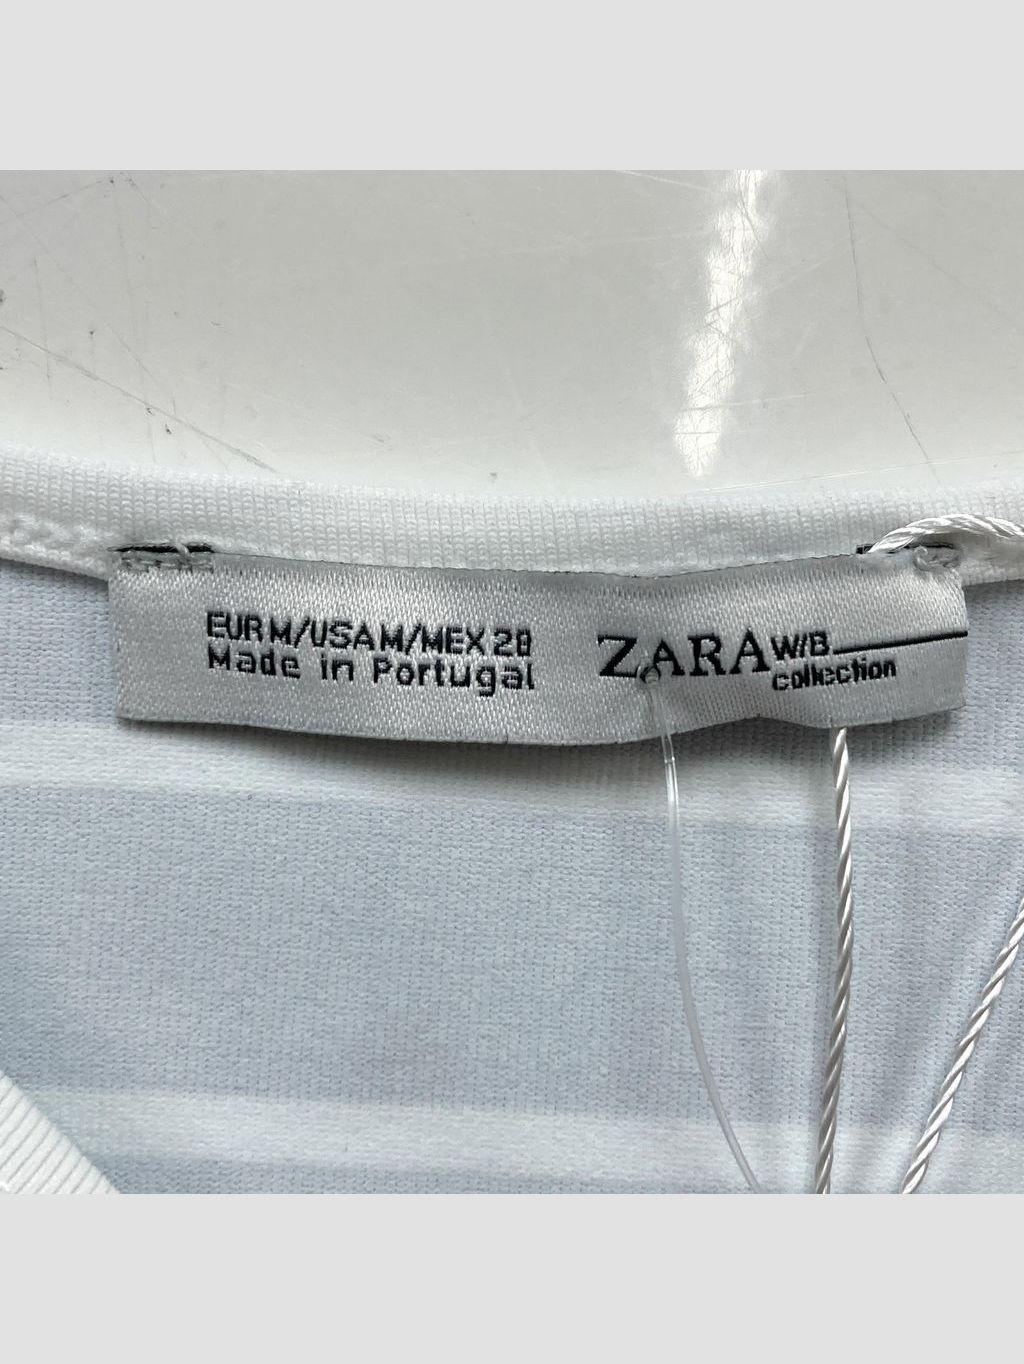 EUR M/USA M/MEX 28
Made in Portugal
ZARA W/B
collection